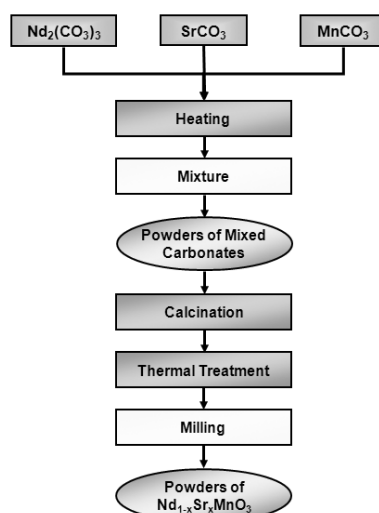 Nd₂(CO₃)₃
SrCO₃
MnCO₃
Heating
Mixture
Powders of Mixed
Carbonates
Calcination
Thermal Treatment
Milling
Powders of
Nd₁₋ₓSrₓMnO₃